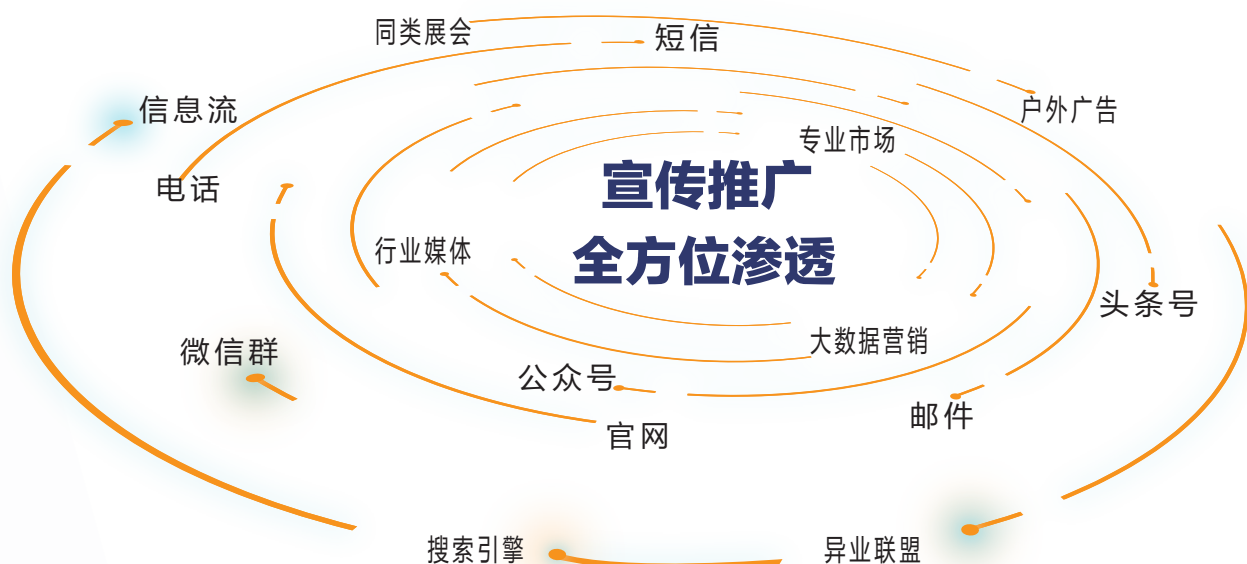 同类展会
短信
信息流
户外广告
专业市场
电话
宣传推广
行业媒体
全方位渗透
头条号
大数据营销
微信群
公众号
邮件
官网
搜索引擎
异业联盟